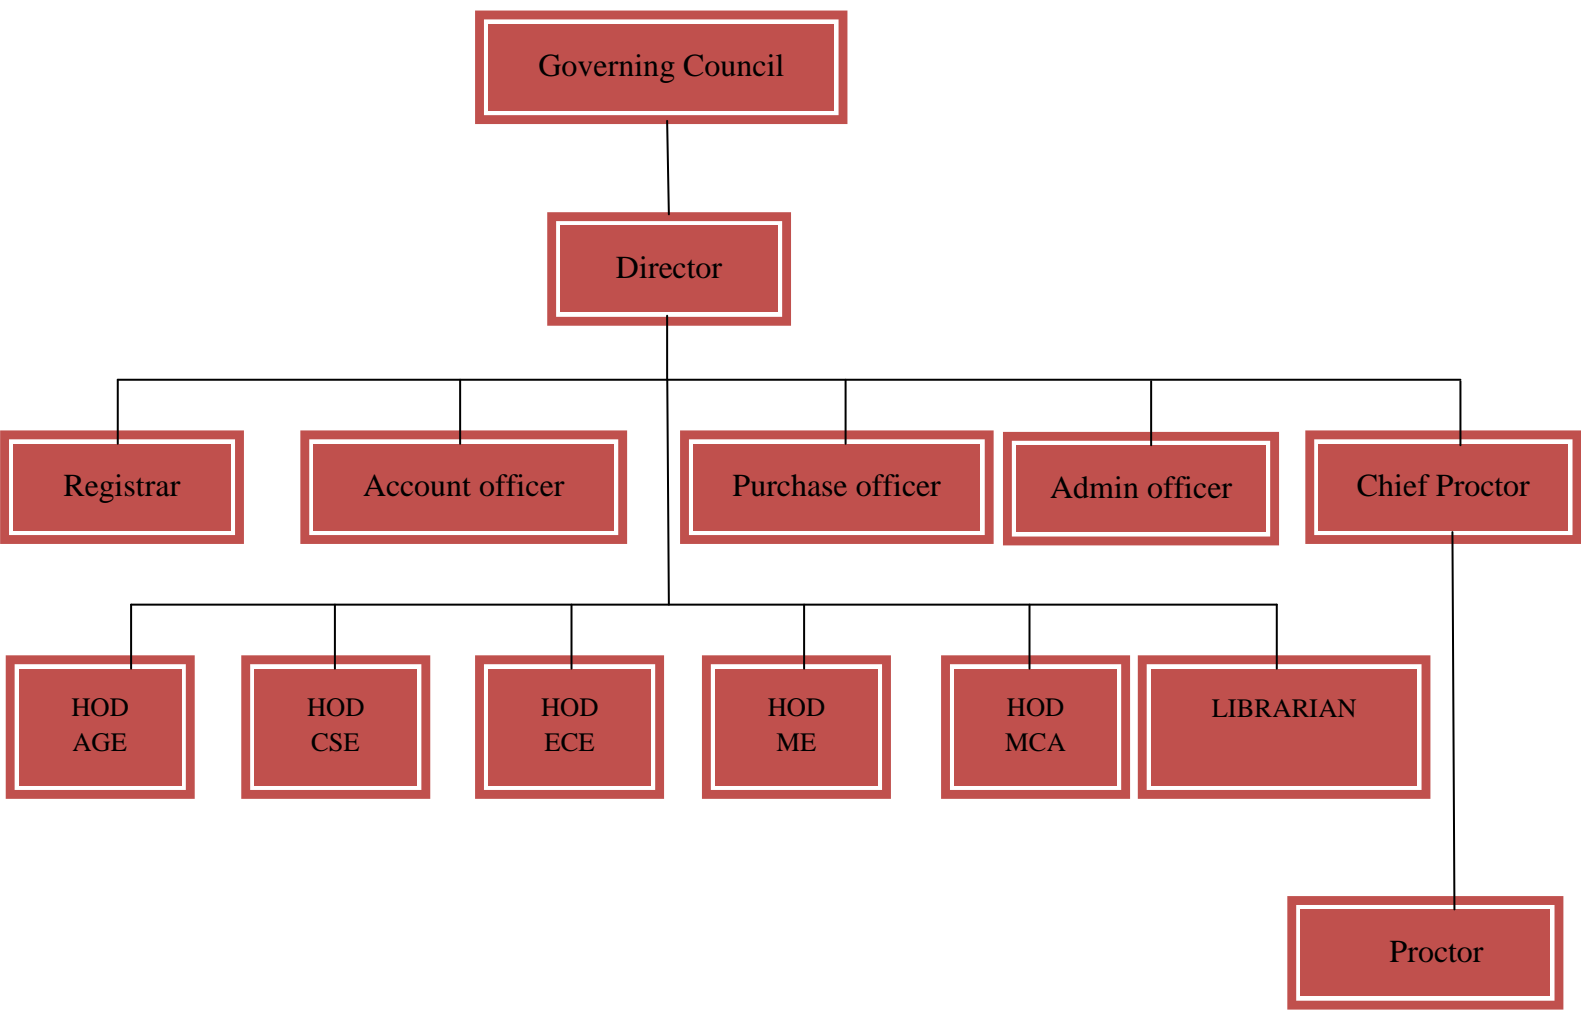 Governing Council
Director
Registrar
Account officer
Purchase officer
Admin officer
Chief Proctor
HOD
AGE
HOD
CSE
HOD
ECE
HOD
ME
HOD
MCA
LIBRARIAN
Proctor